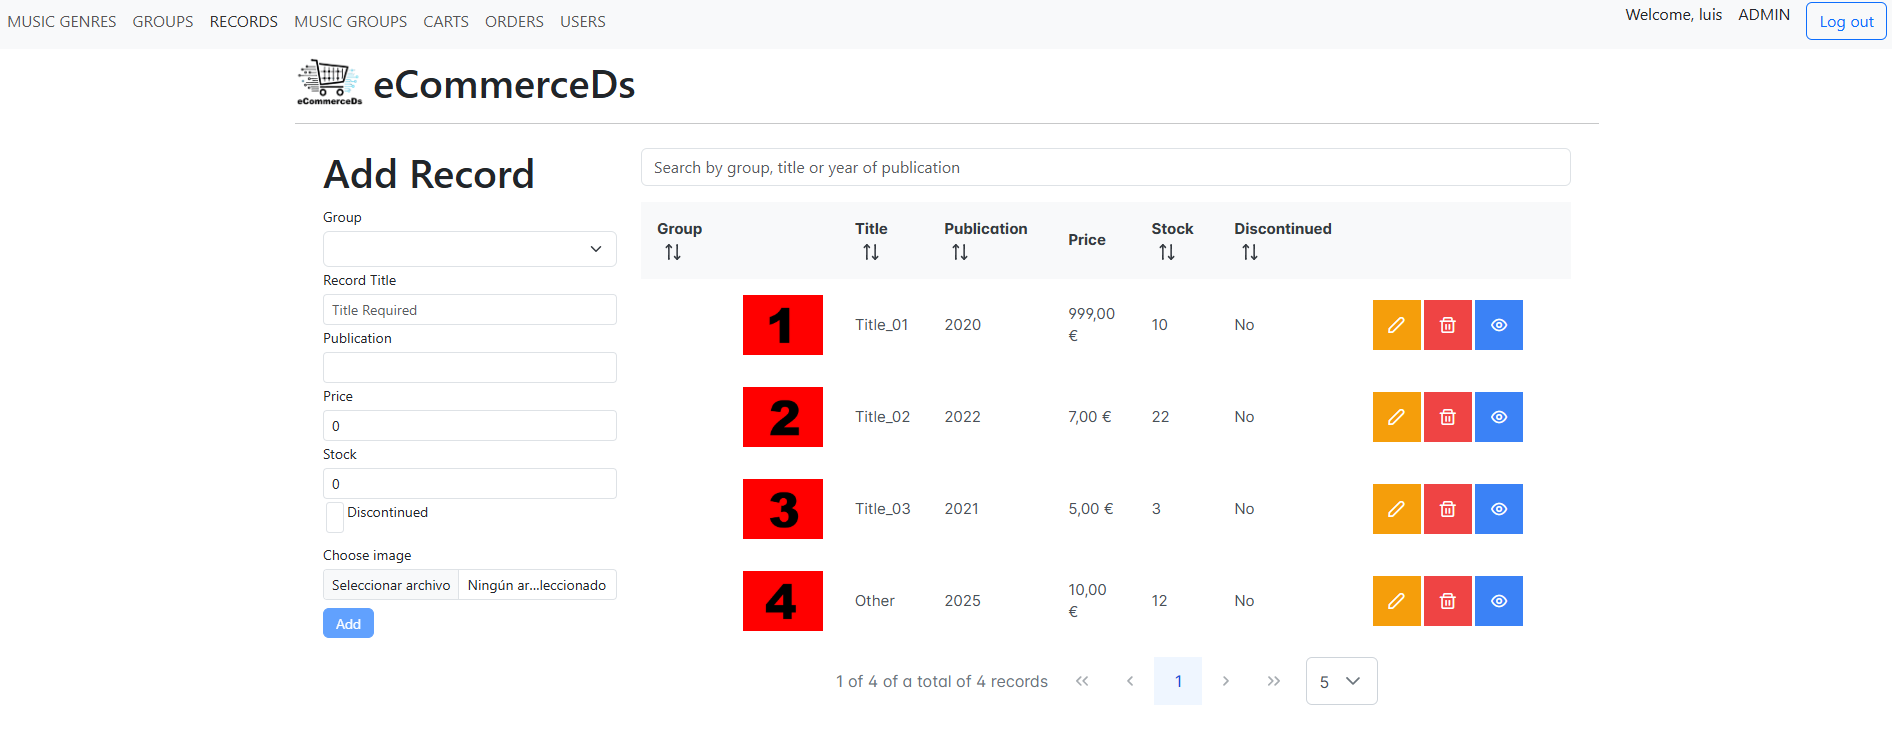 MUSIC GENRES GROUPS RECORDS MUSIC GROUPS CARTS ORDERS USERS Welcome, luis ADMIN Log out
eCommerceDs eCommerceDs
Add Record
Search by group, title or year of publication
Group
Record Title
Title Required
Publication
Price
0
Stock
0
Discontinued
Choose image
Seleccionar archivo Ningún ar...leccionado
Add
Group Title Publication Price Stock Discontinued
1 Title_01 2020 999,00 € 10 No
2 Title_02 2022 7,00 € 22 No
3 Title_03 2021 5,00 € 3 No
4 Other 2025 10,00 € 12 No
1 of 4 of a total of 4 records « ‹ 1 › » 5